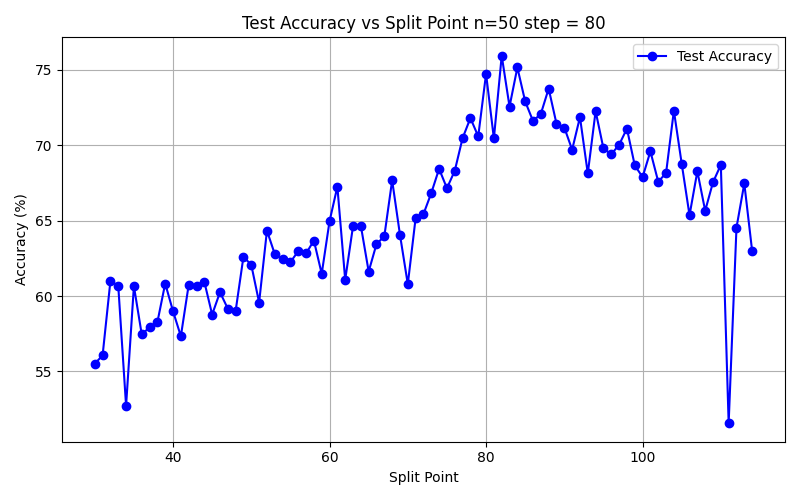 Test Accuracy vs Split Point n=50 step = 80
Test Accuracy
75
70
65
60
55
Accuracy (%)
40
60
80
100
Split Point